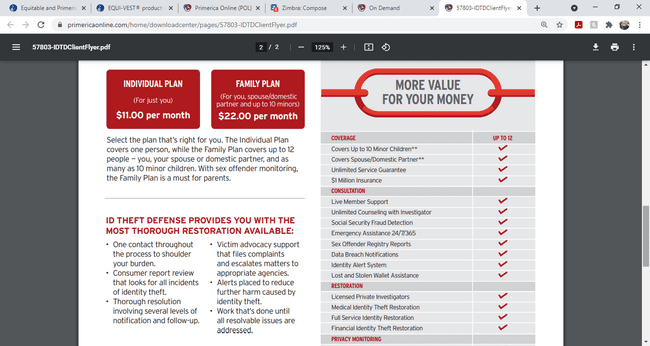 Equitable and Primeri
EQUI-VEST® product
Primerica Online (POL)
Zimbra: Compose
On Demand
57803-IDTDClientFlyer.pdf
primericaonline.com/home/downloadcenter/pages/57803-IDTDClientFlyer.pdf
57803-IDTDClientFlyer.pdf
2 / 2
125%
INDIVIDUAL PLAN
(For just you)
$11.00 per month
FAMILY PLAN
(For you, spouse/domestic
partner and up to 10 minors)
$22.00 per month
Select the plan that's right for you. The Individual Plan
covers one person, while the Family Plan covers up to 12
people – you, your spouse or domestic partner, and as
many as 10 minor children. With sex offender monitoring,
the Family Plan is a must for parents.
ID THEFT DEFENSE PROVIDES YOU WITH THE
MOST THOROUGH RESTORATION AVAILABLE:
• One contact throughout
the process to shoulder
your burden.
• Consumer report review
that looks for all incidents
of identity theft.
• Thorough resolution
involving several levels of
notification and follow-up.
• Victim advocacy support
that files complaints
and escalates matters to
appropriate agencies.
• Alerts placed to reduce
further harm caused by
identity theft.
• Work that's done until
all resolvable issues are
addressed.
MORE VALUE
FOR YOUR MONEY
COVERAGE UP TO 12
Covers Up to 10 Minor Children**
Covers Spouse/Domestic Partner**
Unlimited Service Guarantee
$1 Million Insurance
CONSULTATION
Live Member Support
Unlimited Counseling with Investigator
Social Security Fraud Detection
Emergency Assistance 24/7/365
Sex Offender Registry Reports
Data Breach Notifications
Identity Alert System
Lost and Stolen Wallet Assistance
RESTORATION
Licensed Private Investigators
Medical Identity Theft Restoration
Full Service Identity Restoration
Financial Identity Theft Restoration
PRIVACY MONITORING